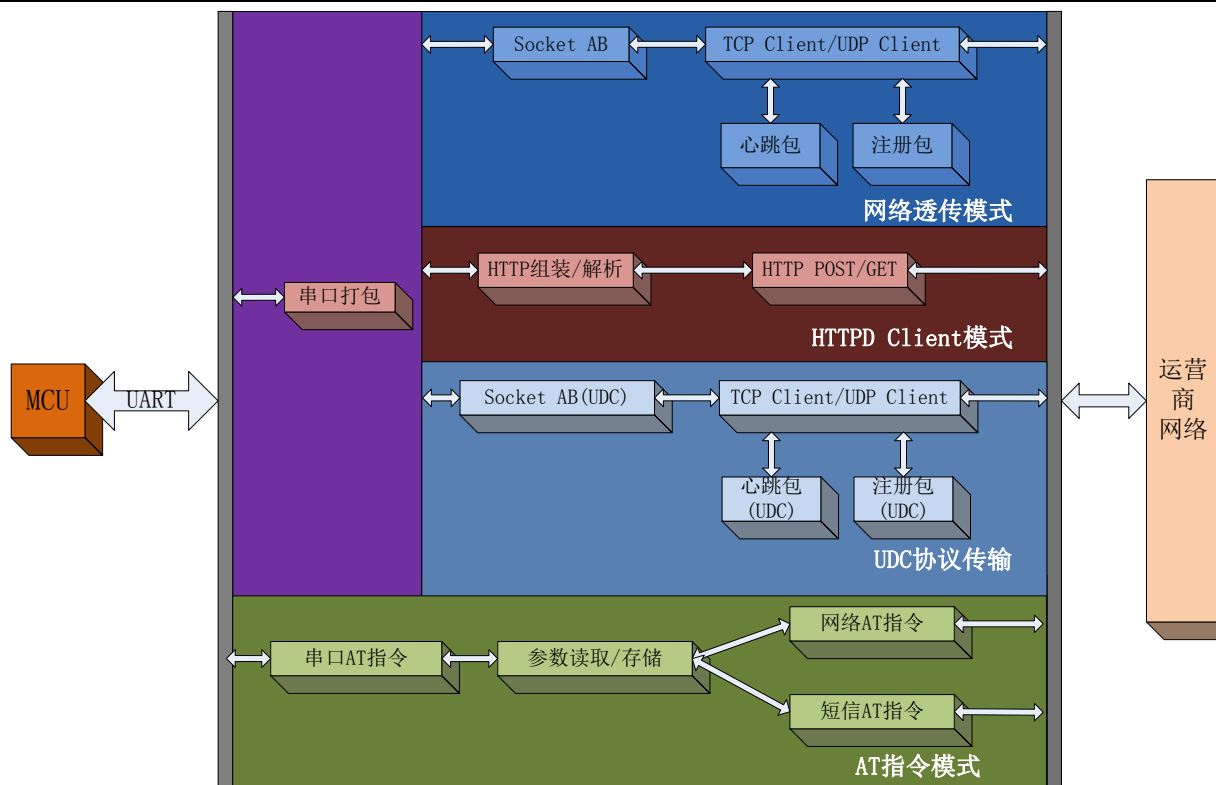 Socket AB
TCP Client/UDP Client
心跳包
注册包
网络透传模式
HTTP组装/解析
HTTP POST/GET
串口打包
HTTPD Client模式
MCU
UART
Socket AB(UDC)
TCP Client/UDP Client
心跳包
(UDC)
注册包
(UDC)
UDC协议传输
运营
商
网络
串口AT指令
参数读取/存储
网络AT指令
短信AT指令
AT指令模式